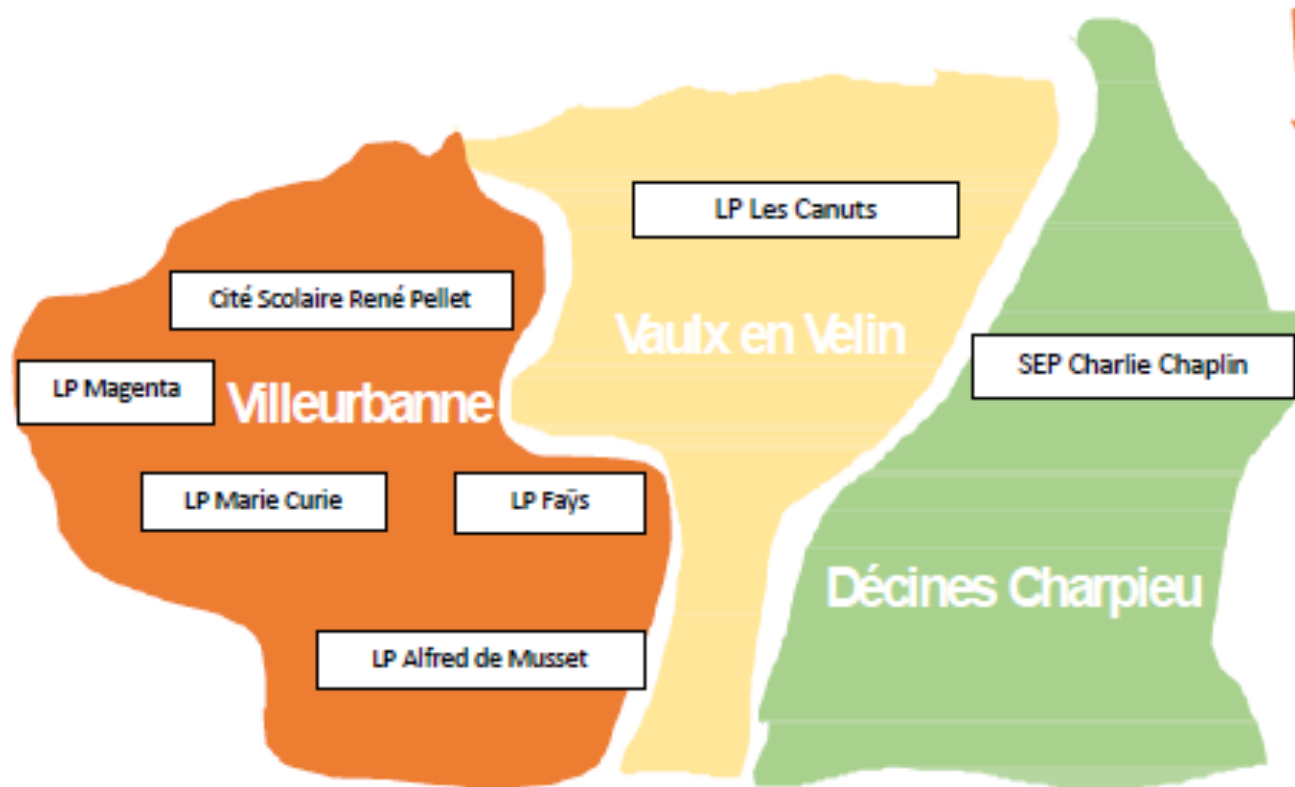 LP Les Canuts
Cité Scolaire René Pellet
Vaulx en Velin
SEP Charlie Chaplin
LP Magenta
Villeurbanne
LP Marie Curie
LP Faÿs
Décines Charpieu
LP Alfred de Musset